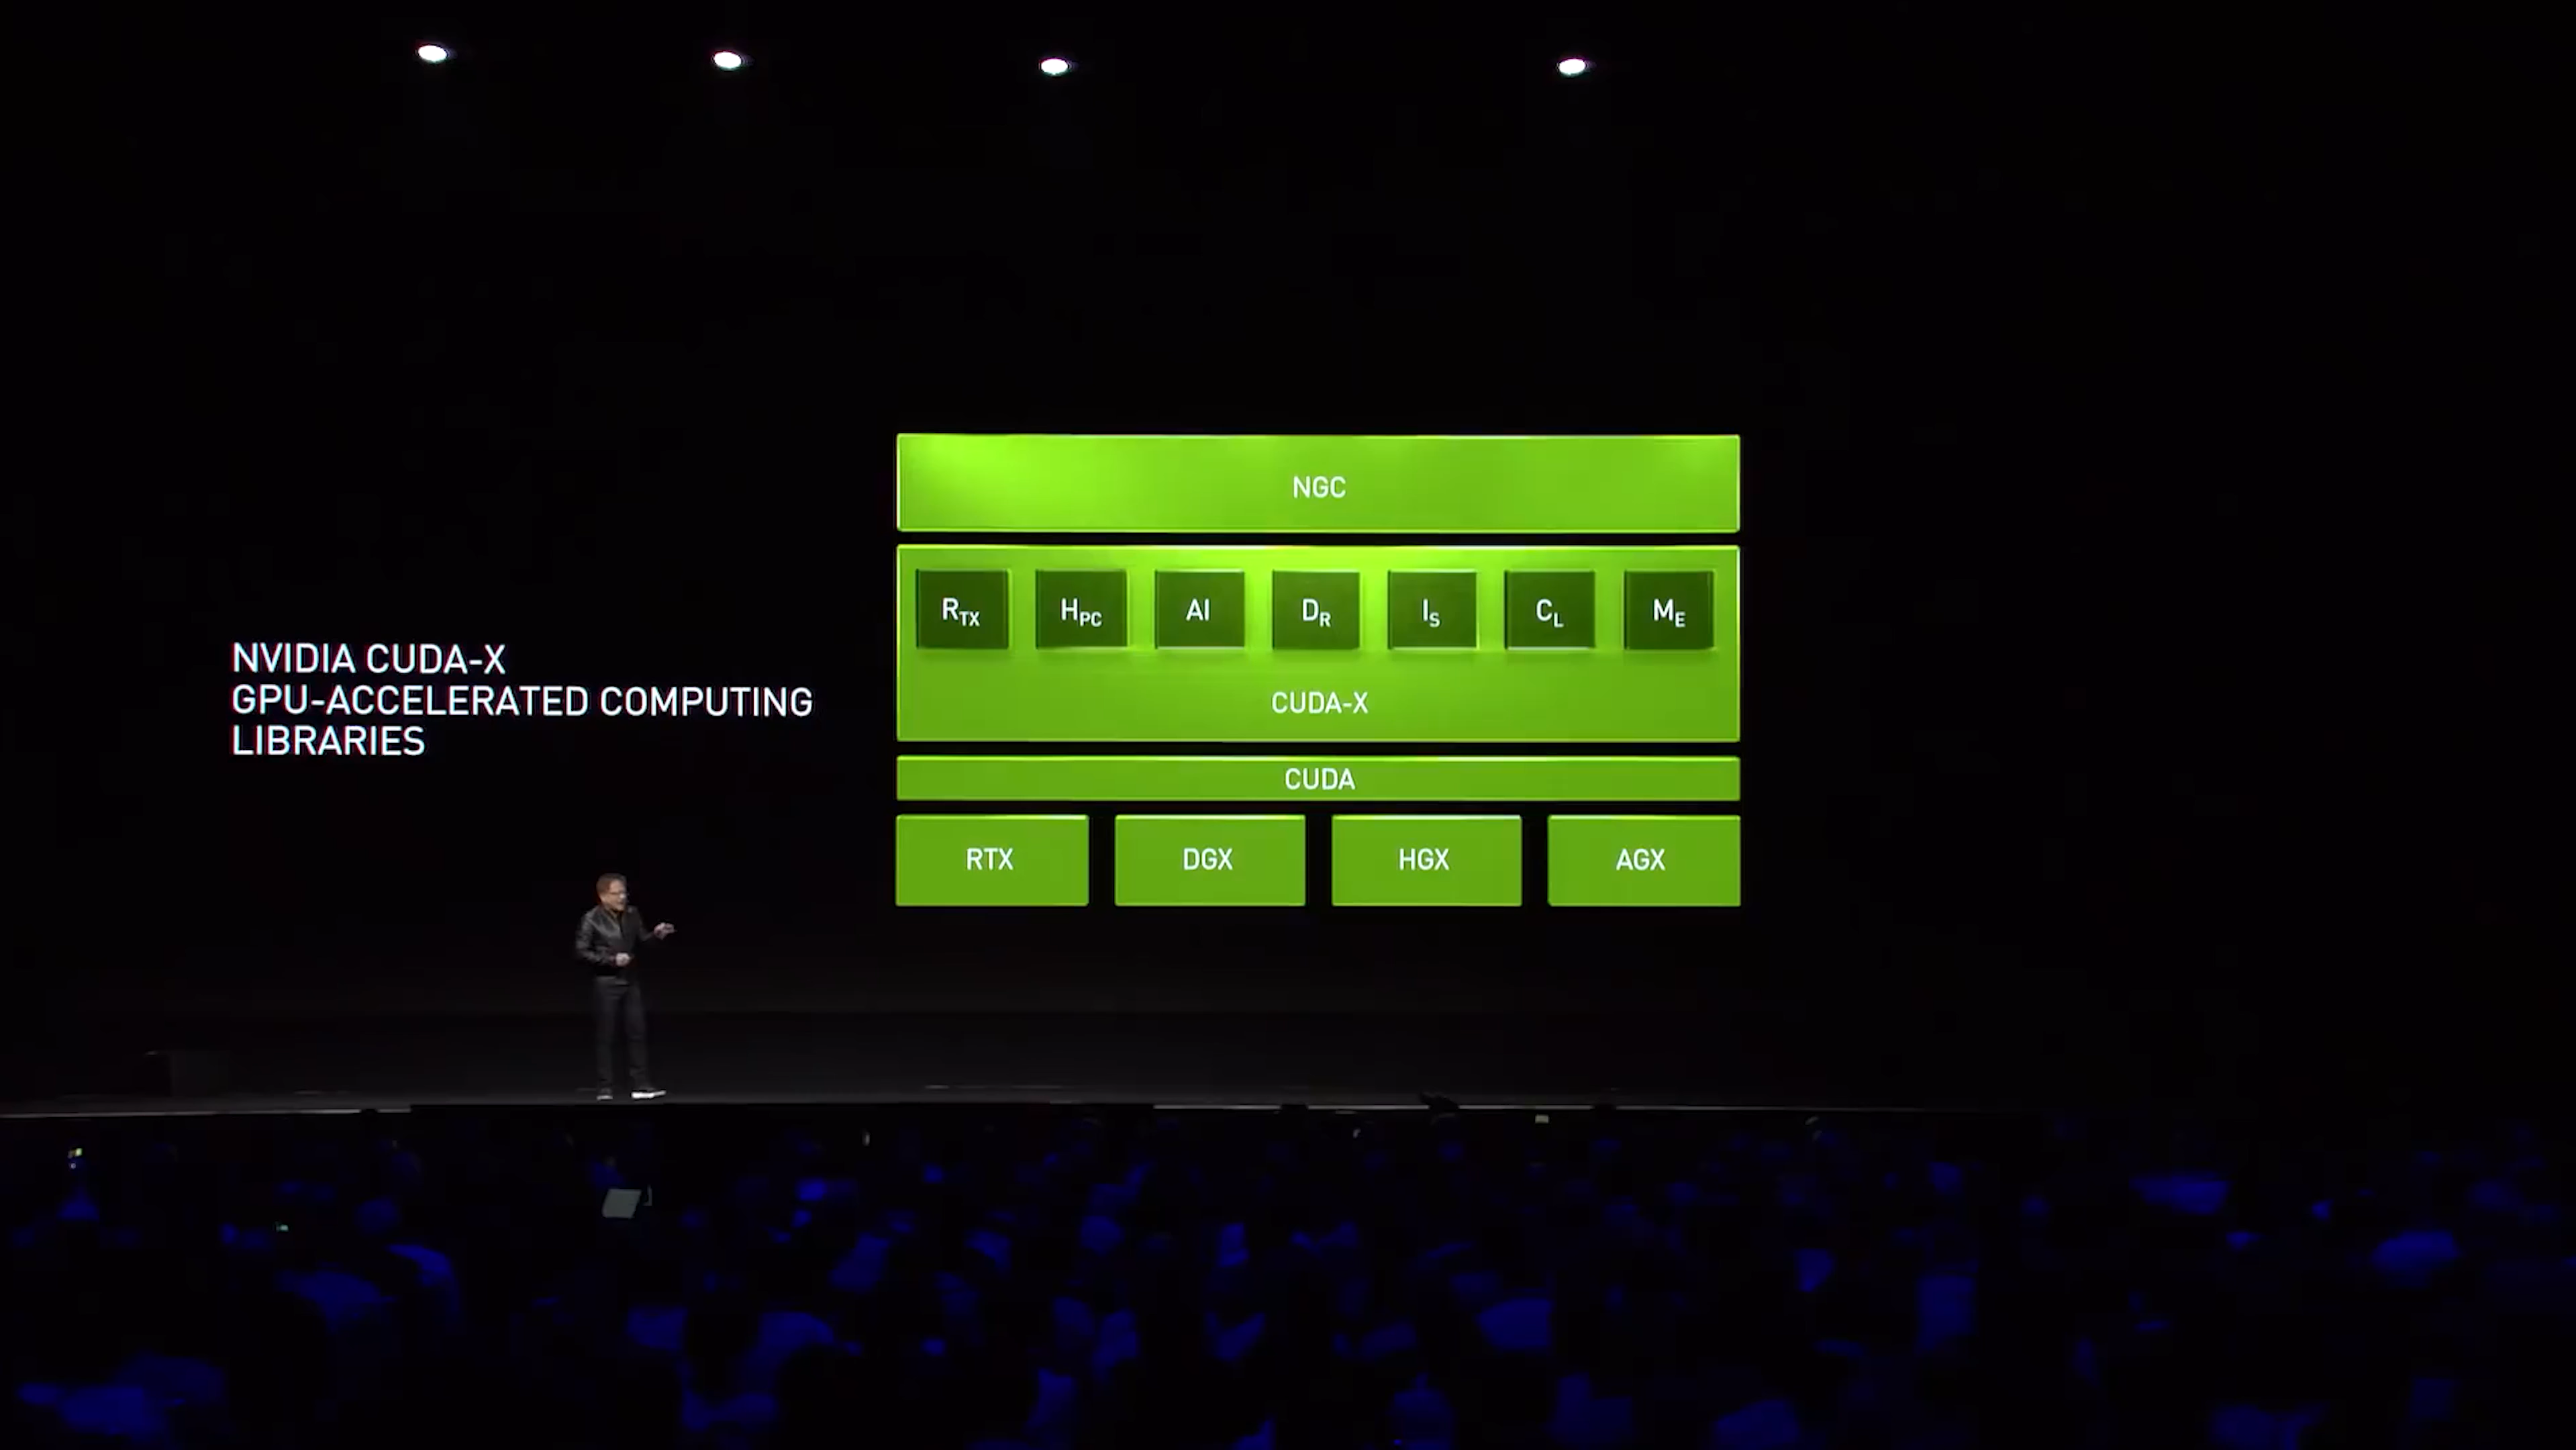 NVIDIA CUDA-X
GPU-ACCELERATED COMPUTING
LIBRARIES
NGC
RTX HPC AI DR IS CL ME
CUDA-X
CUDA
RTX DGX HGX AGX